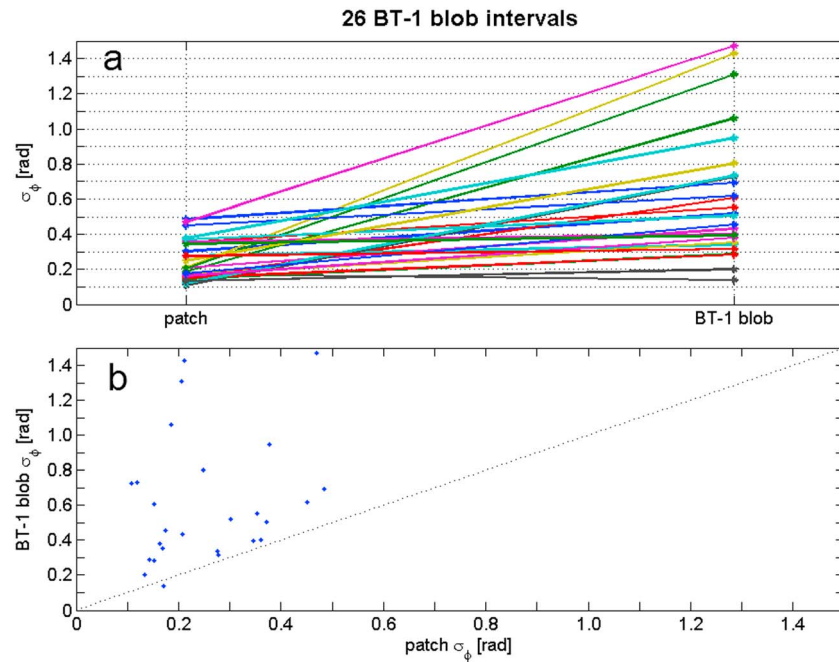 26 BT-1 blob intervals
a
1.4
1.2
1.0
0.8
0.6
0.4
0.2
0
σϕ [rad]
patch BT-1 blob
b
1.4
1.2
1.0
0.8
0.6
0.4
0.2
0
BT-1 blob σϕ [rad]
0 0.2 0.4 0.6 0.8 1.0 1.2 1.4
patch σϕ [rad]